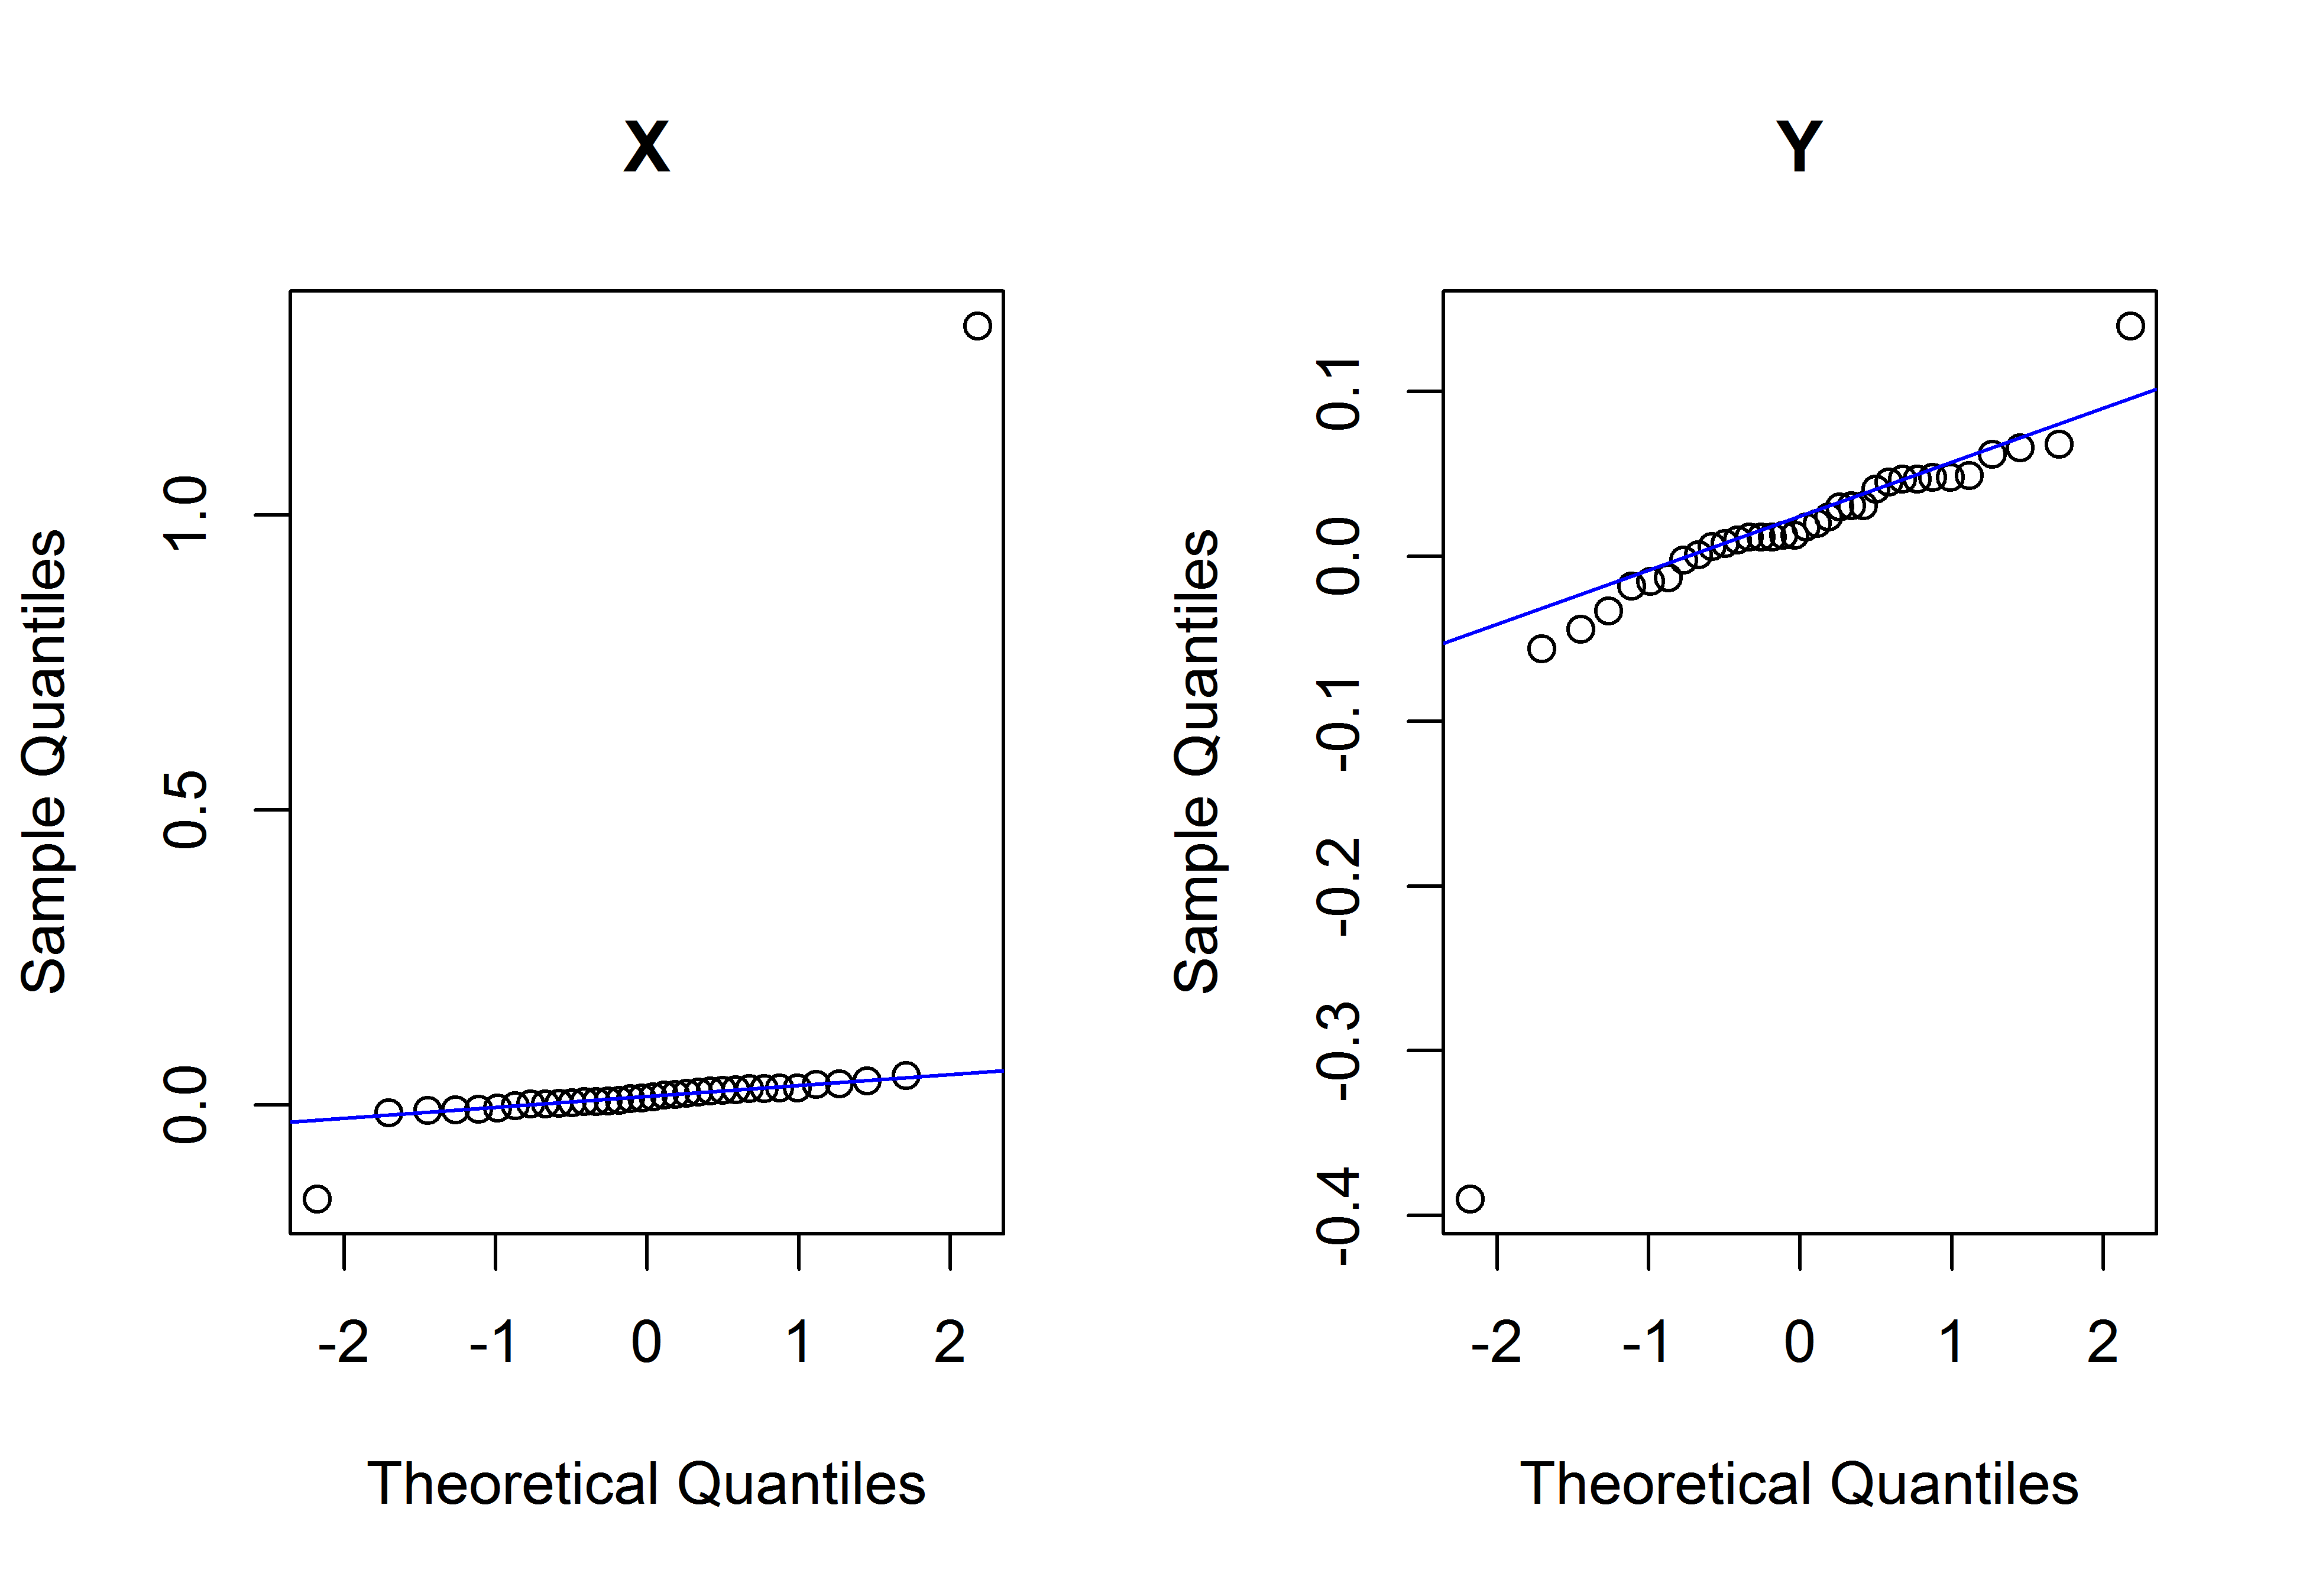 X
Sample Quantiles
1.0
0.5
0.0
-2 -1 0 1 2
Theoretical Quantiles
Y
Sample Quantiles
0.1
0.0
-0.1
-0.2
-0.3
-0.4
-2 -1 0 1 2
Theoretical Quantiles